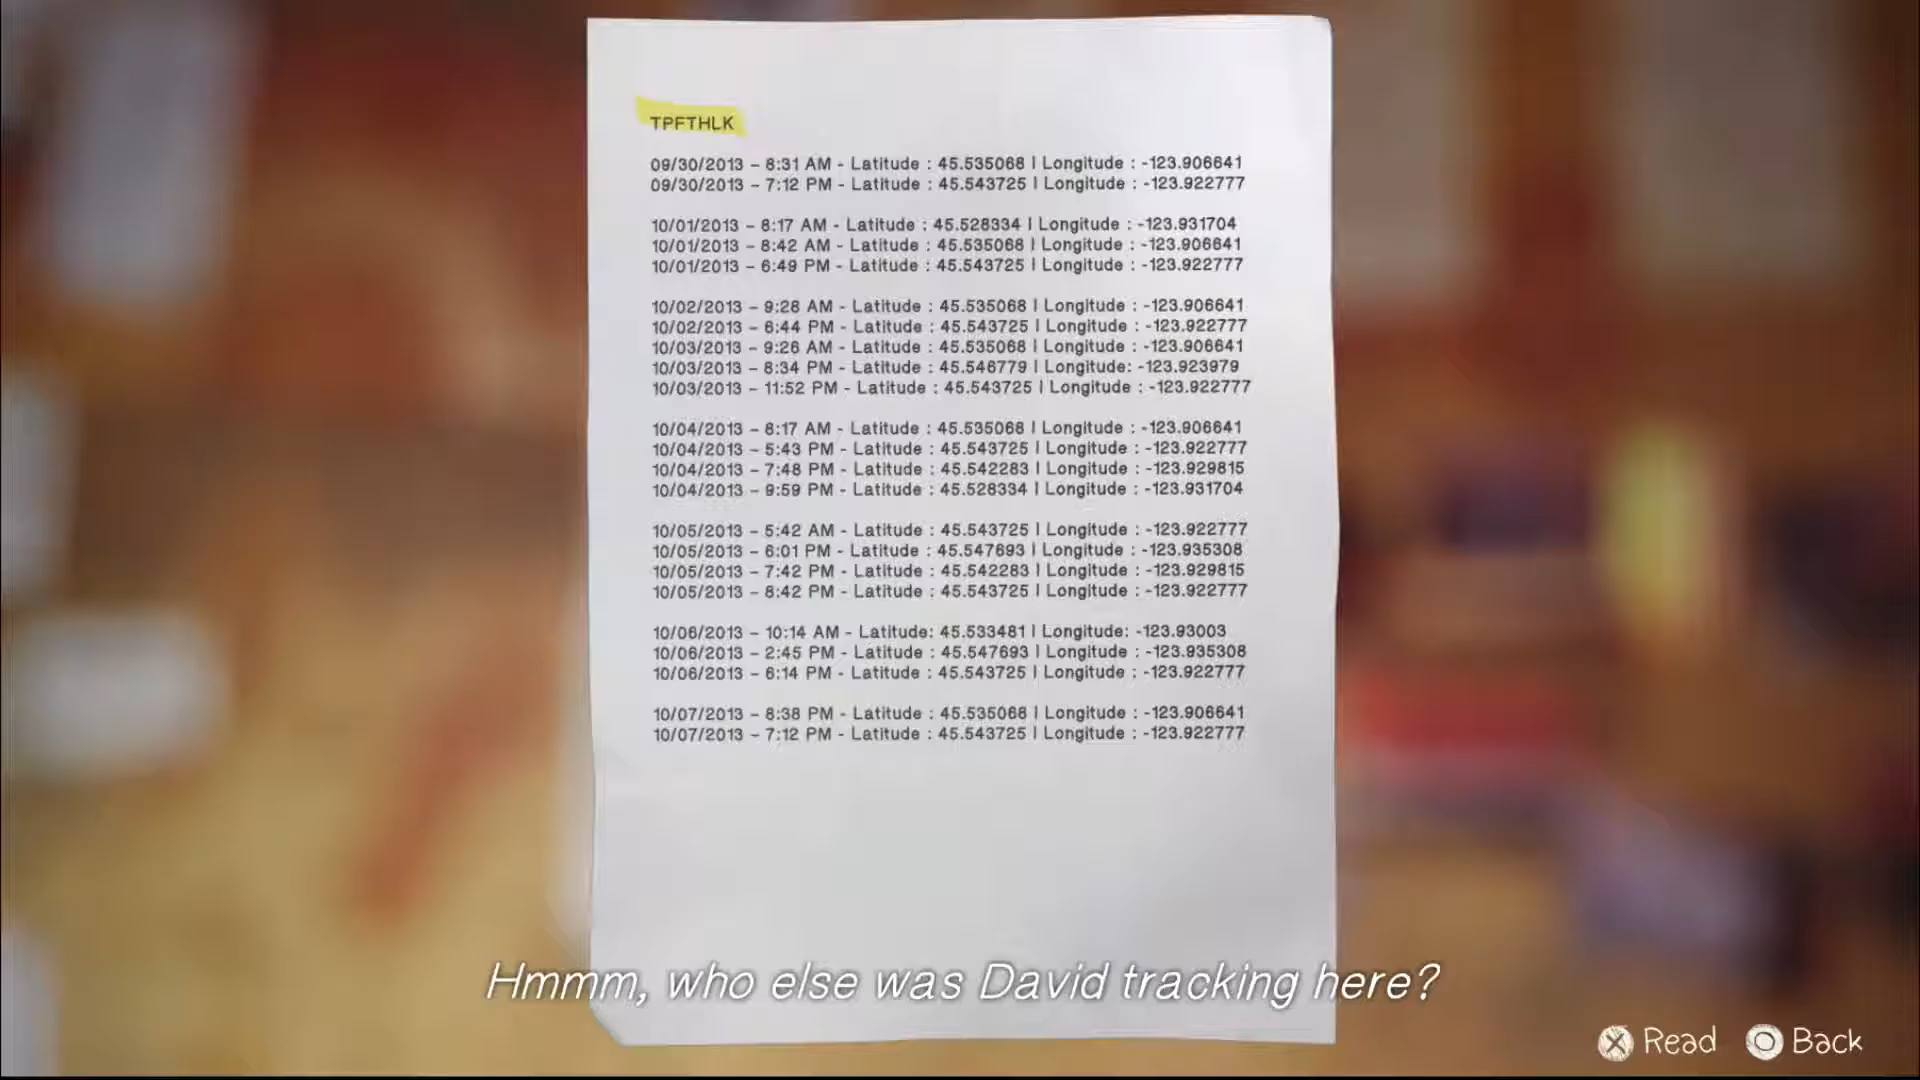 TPFTHLK
09/30/2013 – 8:31 AM - Latitude : 45.535068 | Longitude : -123.906641
09/30/2013 – 7:12 PM - Latitude : 45.543725 | Longitude : -123.922777
10/01/2013 – 8:17 AM - Latitude : 45.528334 | Longitude : -123.931704
10/01/2013 – 8:42 AM - Latitude : 45.535068 | Longitude : -123.906641
10/01/2013 – 6:49 PM - Latitude : 45.543725 | Longitude : -123.922777
10/02/2013 – 9:28 AM - Latitude : 45.535068 | Longitude : -123.906641
10/02/2013 – 6:44 PM - Latitude : 45.543725 | Longitude : -123.922777
10/03/2013 – 9:26 AM - Latitude : 45.535068 | Longitude : -123.906641
10/03/2013 – 8:34 PM - Latitude : 45.546779 | Longitude: -123.923979
10/03/2013 – 11:52 PM - Latitude : 45.543725 | Longitude : -123.922777
10/04/2013 – 8:17 AM - Latitude : 45.535068 | Longitude : -123.906641
10/04/2013 – 5:43 PM - Latitude : 45.543725 | Longitude : -123.922777
10/04/2013 – 7:48 PM - Latitude : 45.542283 | Longitude : -123.929815
10/04/2013 – 9:59 PM - Latitude : 45.528334 | Longitude : -123.931704
10/05/2013 – 5:42 AM - Latitude : 45.543725 | Longitude : -123.922777
10/05/2013 – 6:01 PM - Latitude : 45.547693 | Longitude : -123.935308
10/05/2013 – 7:42 PM - Latitude : 45.542283 | Longitude : -123.929815
10/05/2013 – 8:42 PM - Latitude : 45.543725 | Longitude : -123.922777
10/06/2013 – 10:14 AM - Latitude: 45.533481 | Longitude: -123.93003
10/06/2013 – 2:45 PM - Latitude : 45.547693 | Longitude : -123.935308
10/06/2013 – 6:14 PM - Latitude : 45.543725 | Longitude : -123.922777
10/07/2013 – 8:38 PM - Latitude : 45.535068 | Longitude : -123.906641
10/07/2013 – 7:12 PM - Latitude : 45.543725 | Longitude : -123.922777
Hmmm, who else was David tracking here?
Read Back